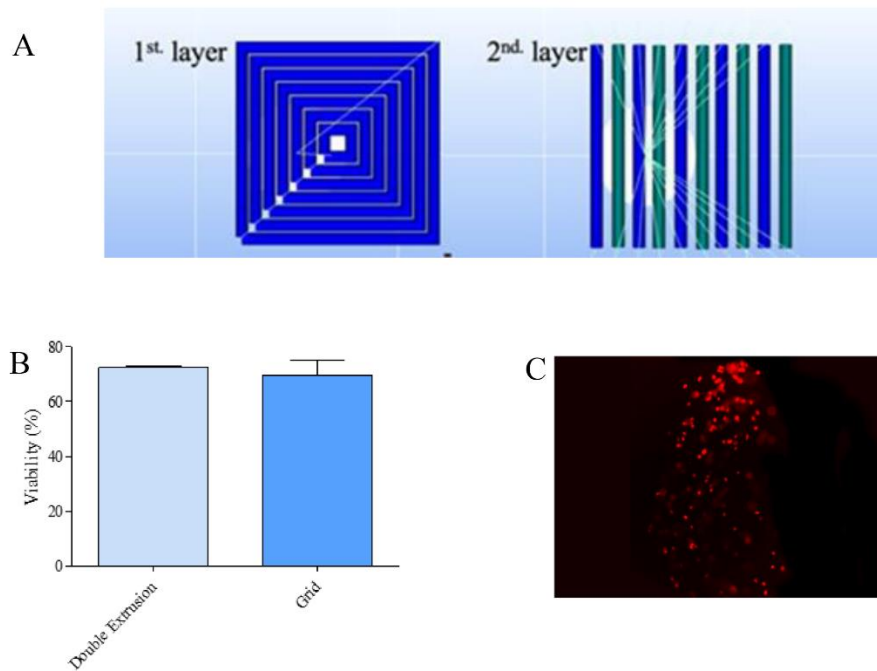 A
1st. layer
2nd. layer
B
Viability (%)
80
60
40
20
0
Double Extrusion
Grid
C